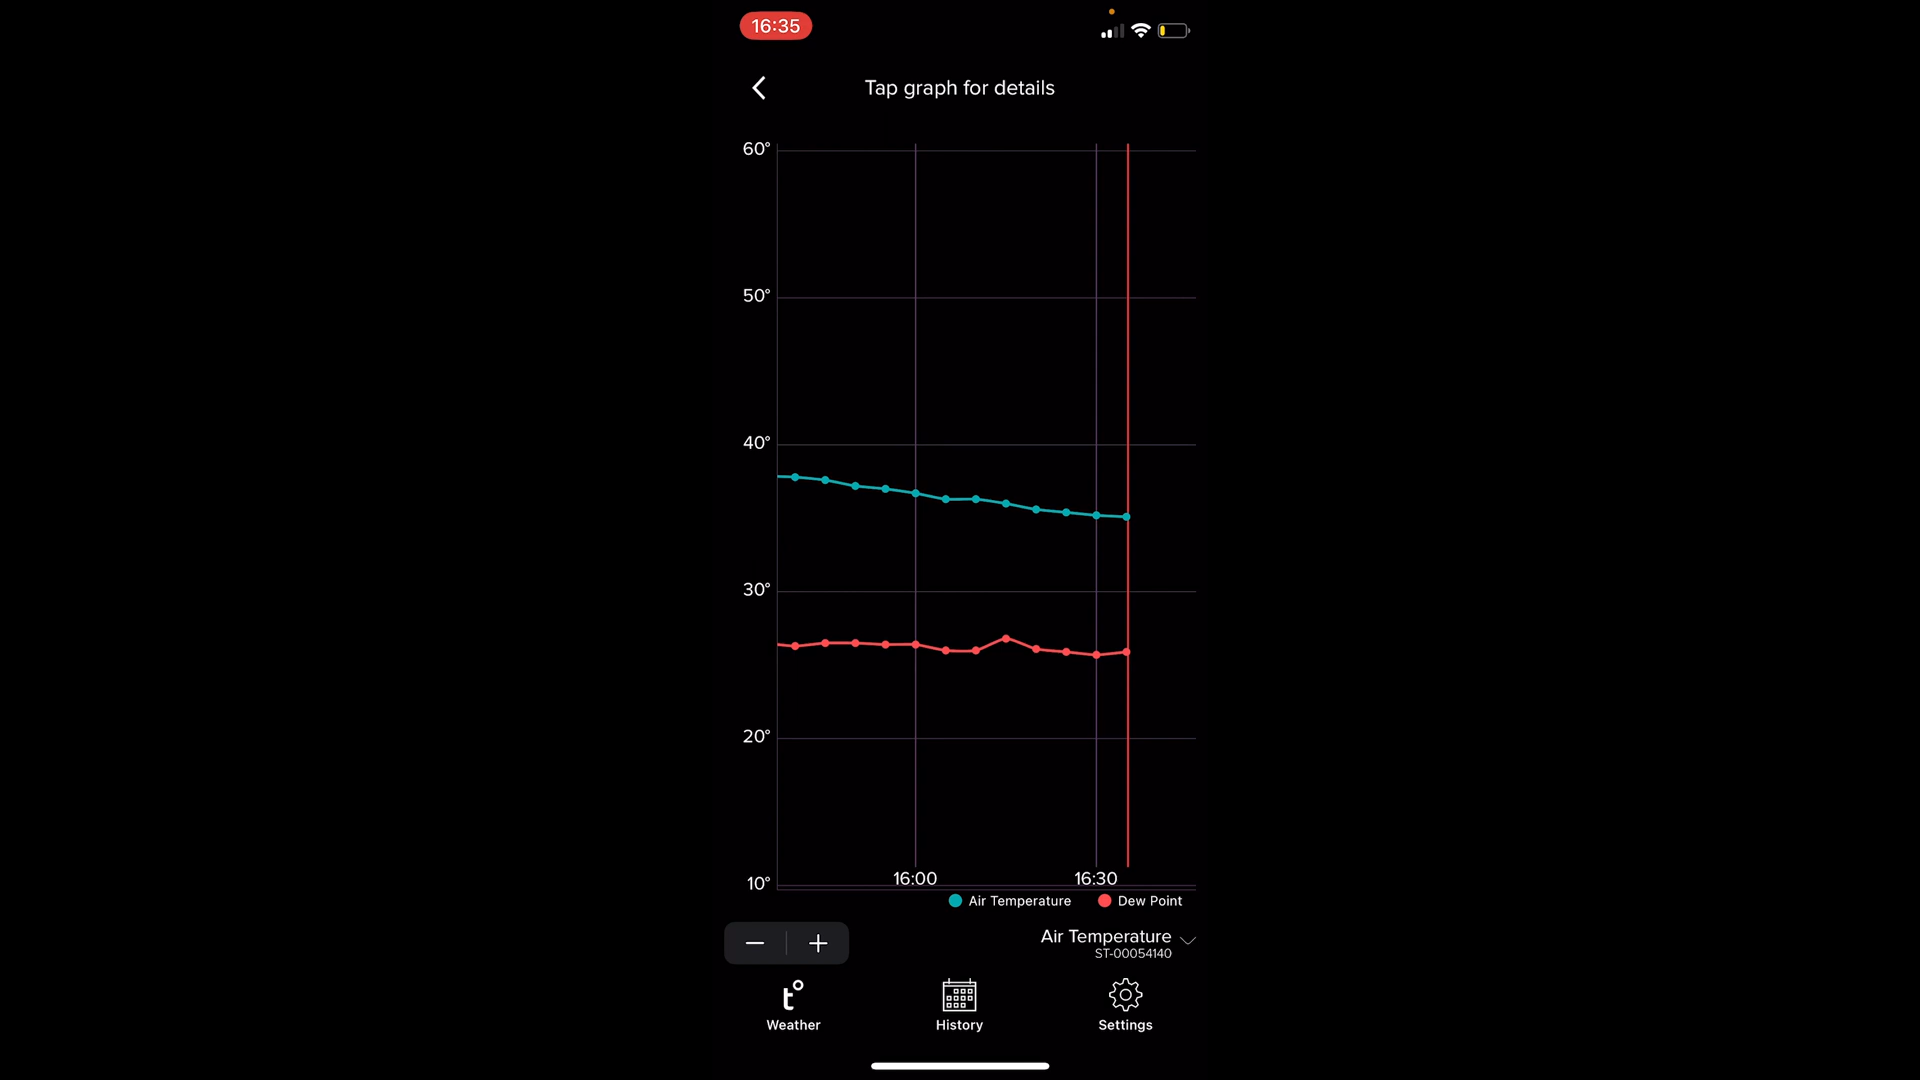 16:35
Tap graph for details
60°
50°
40°
30°
20°
10°
16:00 16:30
Air Temperature Dew Point
Air Temperature
ST-00054140
t°
Weather History Settings